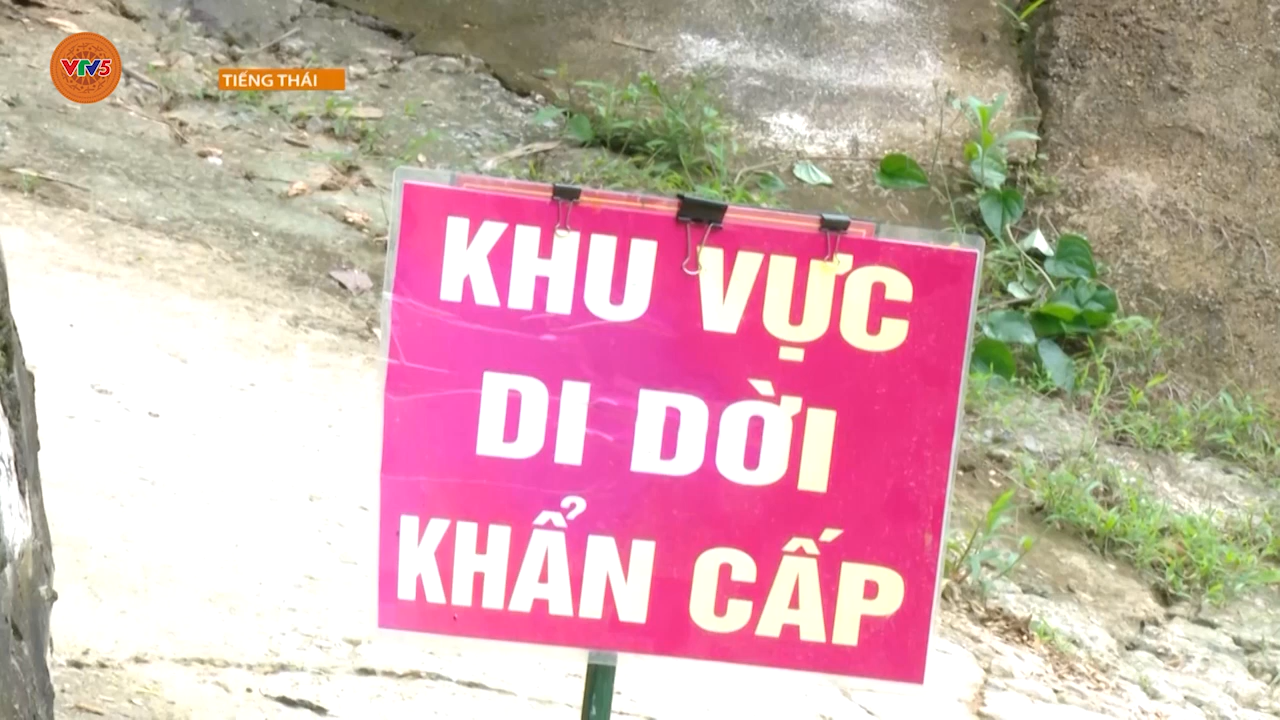 VTV5
TIẾNG THÁI
KHU VỰC
DI DỜI
KHẨN CẤP